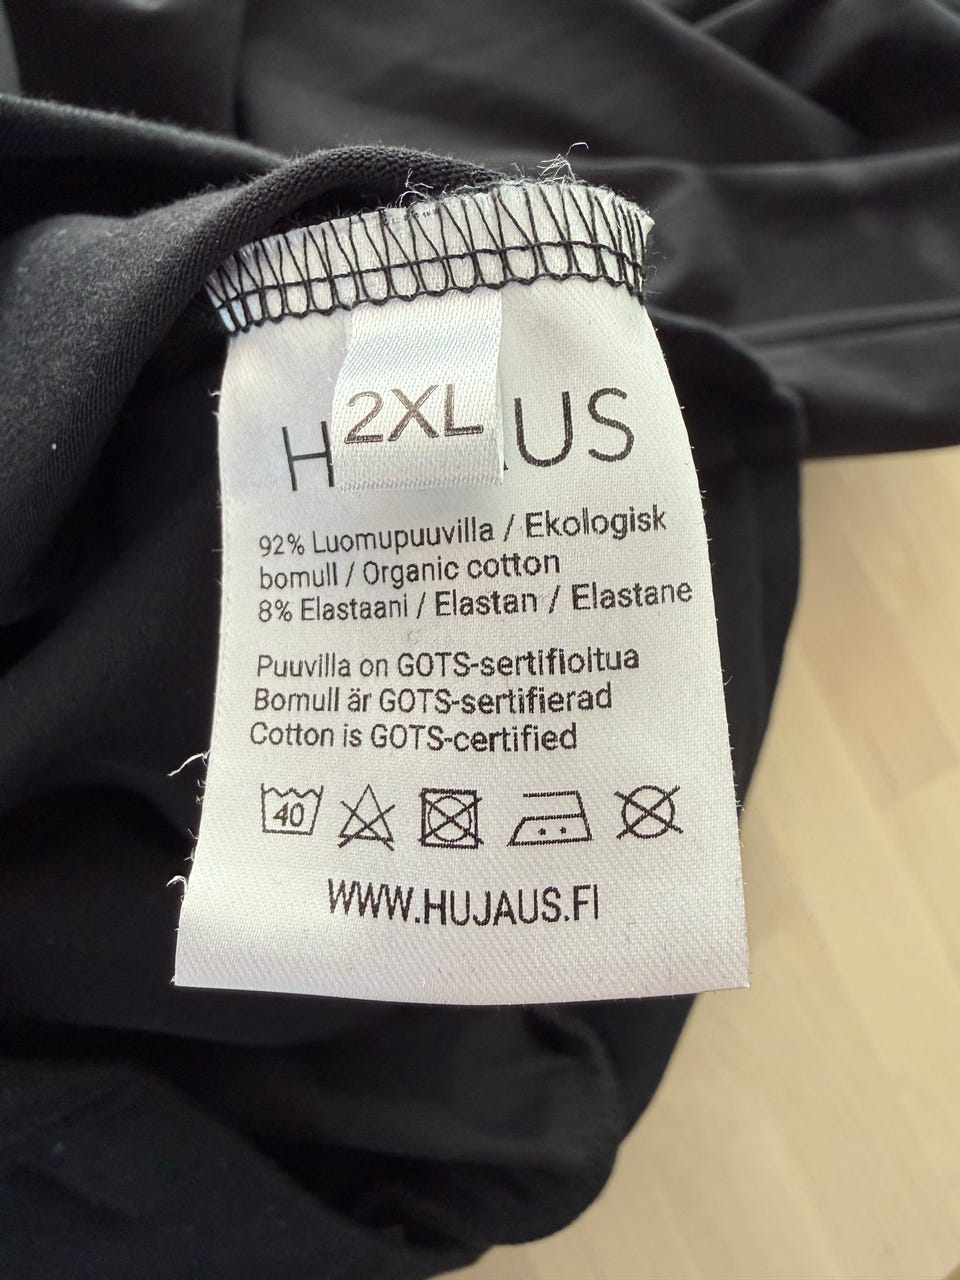 2XL
H AUS
92% Luomupuuvilla / Ekologisk
bomull / Organic cotton
8% Elastaani / Elastan / Elastane
Puuvilla on GOTS-sertifioitua
Bomull är GOTS-sertifierad
Cotton is GOTS-certified
40
WWW.HUJAUS.FI